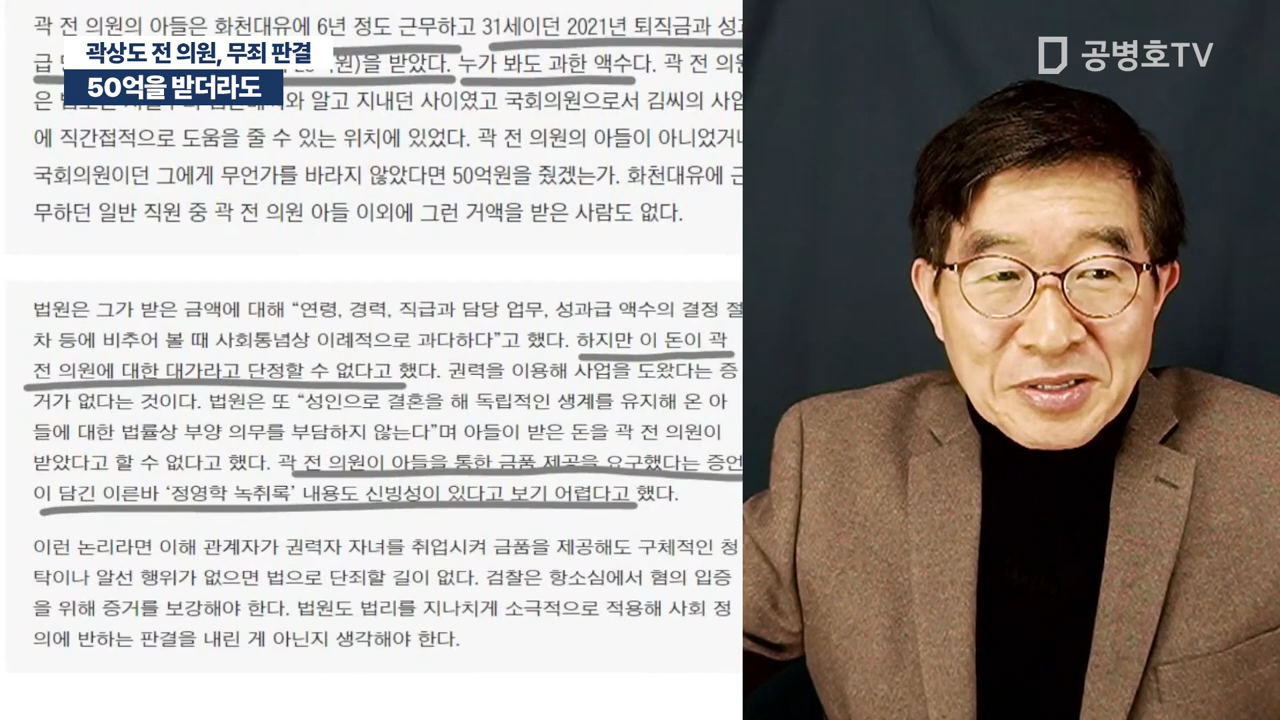 곽 전 의원의 아들은 화천대유에 6년 정도 근무하고 31세이던 2021년 퇴직금과 성과
급
원)을 받았다. 누가 봐도 과한 액수다. 곽 전 의원
곽상도 전 의원, 무죄 판결
50억을 받더라도
은
알고 지내던 사이였고 국회의원으로서 김씨의 사업
에 직간접적으로 도움을 줄 수 있는 위치에 있었다. 곽 전 의원의 아들이 아니었거나
국회의원이던 그에게 무언가를 바라지 않았다면 50억원을 줬겠는가. 화천대유에 근
무하던 일반 직원 중 곽 전 의원 아들 이외에 그런 거액을 받은 사람도 없다.
법원은 그가 받은 금액에 대해 “연령, 경력, 직급과 담당 업무, 성과급 액수의 결정 절
차 등에 비추어 볼 때 사회통념상 이례적으로 과다하다”고 했다. 하지만 이 돈이 곽
전 의원에 대한 대가라고 단정할 수 없다고 했다. 권력을 이용해 사업을 도왔다는 증
거가 없다는 것이다. 법원은 또 “성인으로 결혼을 해 독립적인 생계를 유지해 온 아
들에 대한 법률상 부양 의무를 부담하지 않는다”며 아들이 받은 돈을 곽 전 의원이
받았다고 할 수 없다고 했다. 곽 전 의원이 아들을 통한 금품 제공을 요구했다는 증언
이 담긴 이른바 ‘정영학 녹취록’ 내용도 신빙성이 있다고 보기 어렵다고 했다.
이런 논리라면 이해 관계자가 권력자 자녀를 취업시켜 금품을 제공해도 구체적인 청
탁이나 알선 행위가 없으면 법으로 단죄할 길이 없다. 검찰은 항소심에서 혐의 입증
을 위해 증거를 보강해야 한다. 법원도 법리를 지나치게 소극적으로 적용해 사회 정
의에 반하는 판결을 내린 게 아닌지 생각해야 한다.
공병호TV